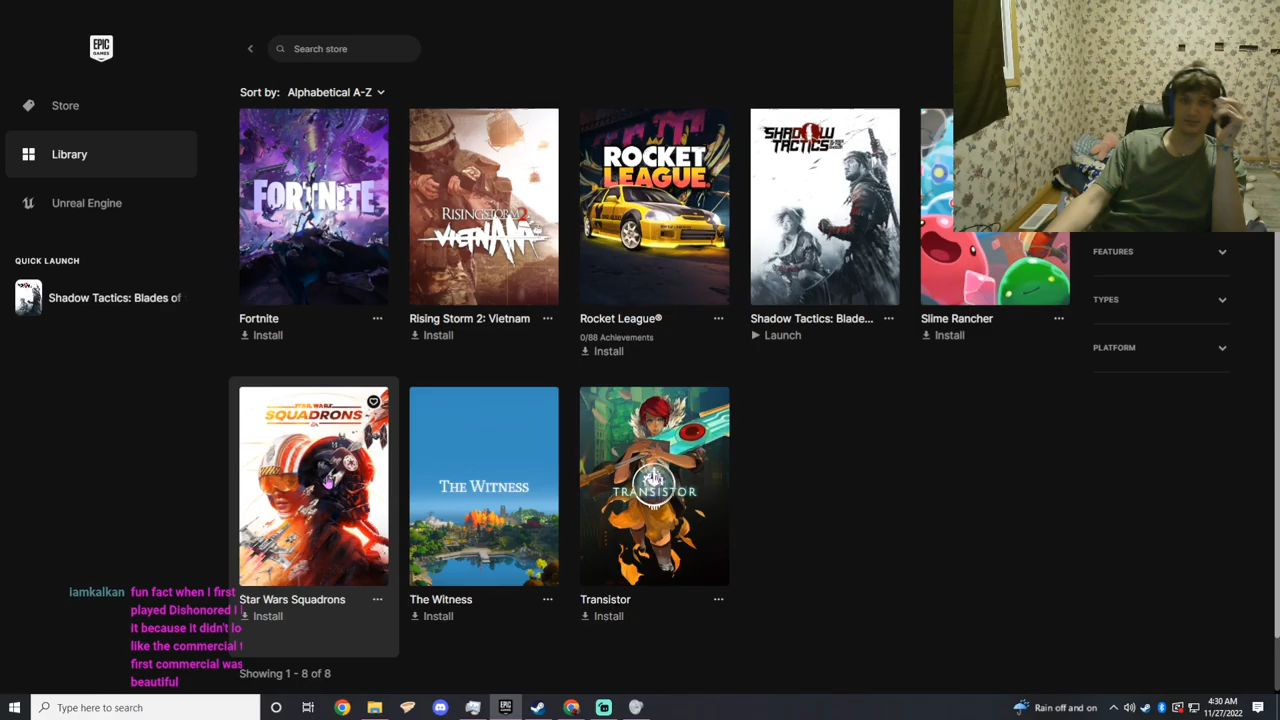 EPIC
GAMES
Search store
Store
Sort by: Alphabetical A-Z
Library
Unreal Engine
QUICK LAUNCH
Shadow Tactics: Blades of
FORTNITE
RISING STORM 2
VIETNAM
ROCKET
LEAGUE
SHADOW
TACTICS
FEATURES
TYPES
PLATFORM
Fortnite
Install
Rising Storm 2: Vietnam
Install
Rocket League®
0/88 Achievements
Install
Shadow Tactics: Blade...
Launch
Slime Rancher
Install
STAR WARS
SQUADRONS
EA
THE WITNESS
TRANSISTOR
Star Wars Squadrons
Install
The Witness
Install
Transistor
Install
Showing 1 - 8 of 8
iamkalkan fun fact when I first
played Dishonored I
it because it didn't lo
like the commercial t
first commercial was
beautiful
Type here to search
Rain off and on
4:30 AM
11/27/2022